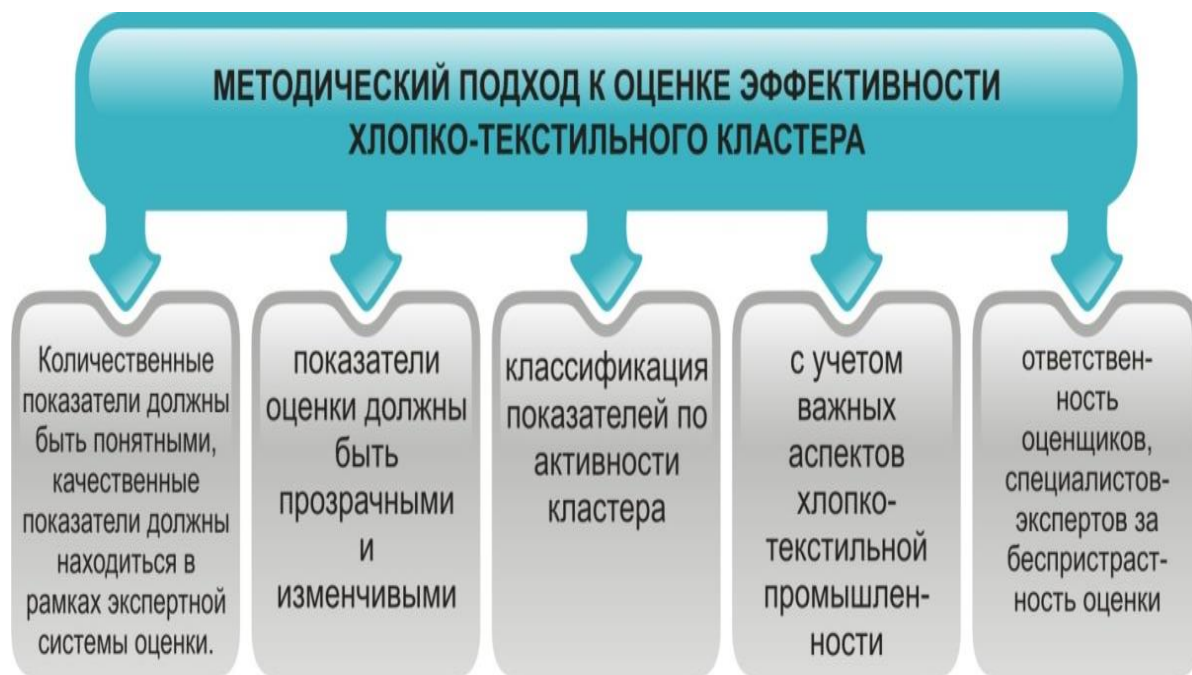 МЕТОДИЧЕСКИЙ ПОДХОД К ОЦЕНКЕ ЭФФЕКТИВНОСТИ
ХЛОПКО-ТЕКСТИЛЬНОГО КЛАСТЕРА
Количественные
показатели должны
быть понятными,
качественные
показатели должны
находиться в
рамках экспертной
системы оценки.
показатели
оценки должны
быть
прозрачными
и
изменчивыми
классификация
показателей по
активности
кластера
с учетом
важных
аспектов
хлопко-
текстильной
промышлен-
ности
ответствен-
ность
оценщиков,
специалистов-
экспертов за
беспристраст-
ность оценки